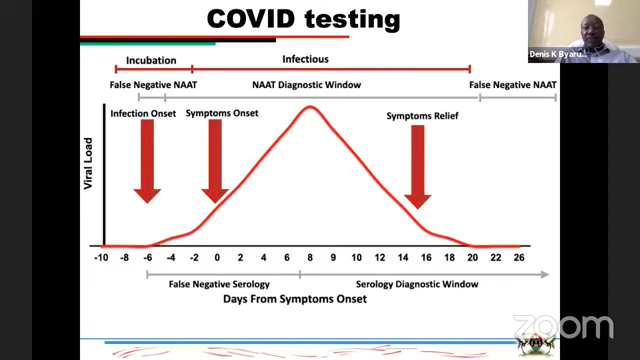 COVID testing
Denis K Byaru...
Incubation
Infectious
False Negative NAAT
NAAT Diagnostic Window
False Negative NAAT
Infection Onset
Symptoms Onset
Symptoms Relief
Viral Load
-10 -8 -6 -4 -2 0 2 4 6 8 10 12 14 16 18 20 22 26
False Negative Serology
Serology Diagnostic Window
Days From Symptoms Onset
zoom